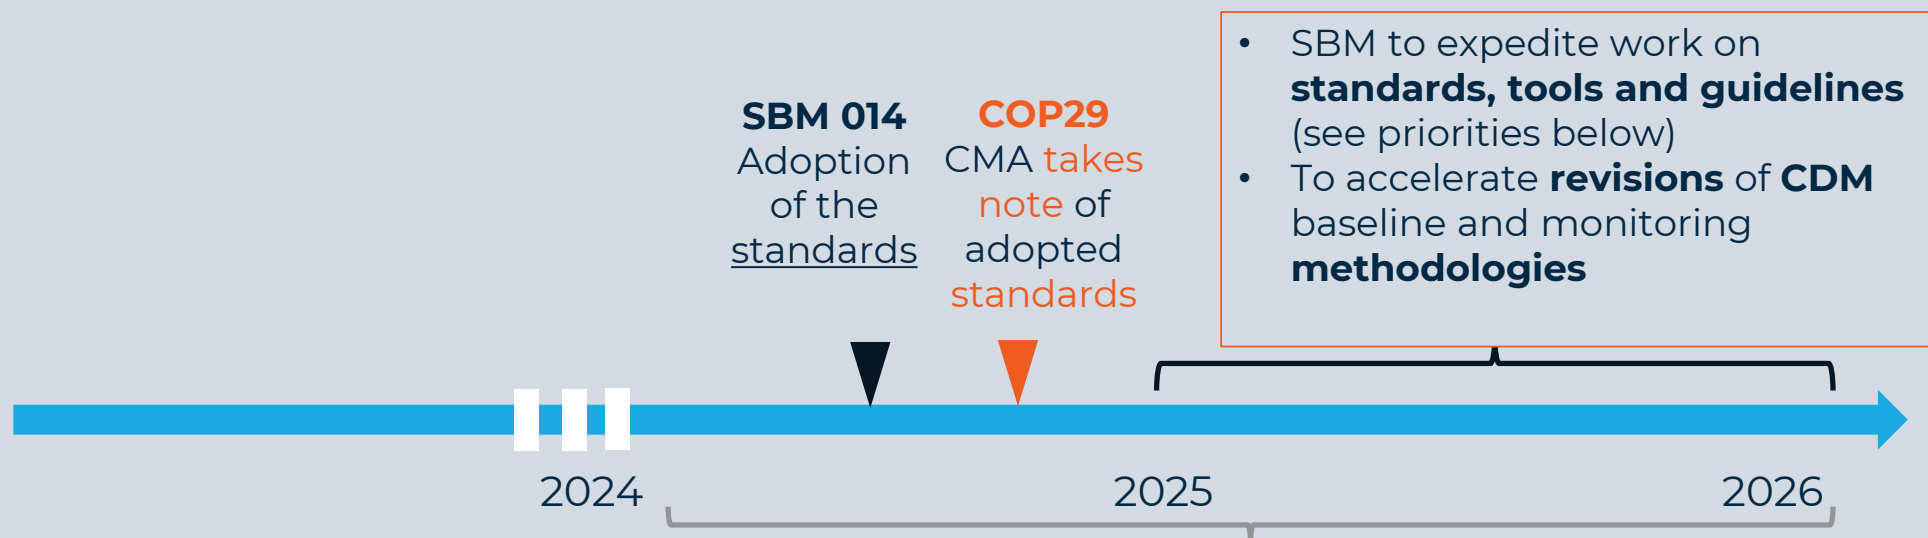 SBM 014
Adoption
of the
standards
COP29
CMA takes
note of
adopted
standards
• SBM to expedite work on
standards, tools and guidelines
(see priorities below)
• To accelerate revisions of CDM
baseline and monitoring
methodologies
2024
2025
2026